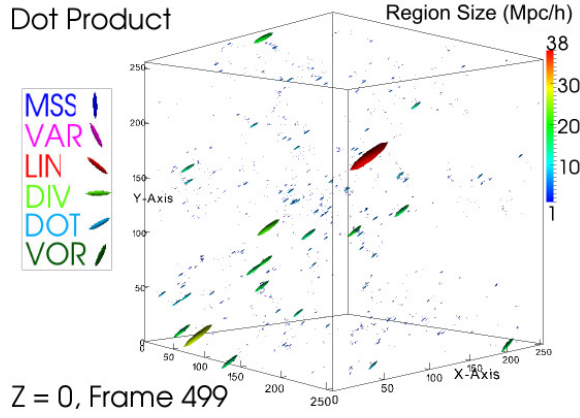 Dot Product
Region Size (Mpc/h)
38
30
20
10
1
MSS
VAR
LIN
DIV
DOT
VOR
250
200
150
Y-Axis
100
50
0
0
50
100
150
200
250
X-Axis
0
50
100
150
200
250
Z = 0, Frame 499